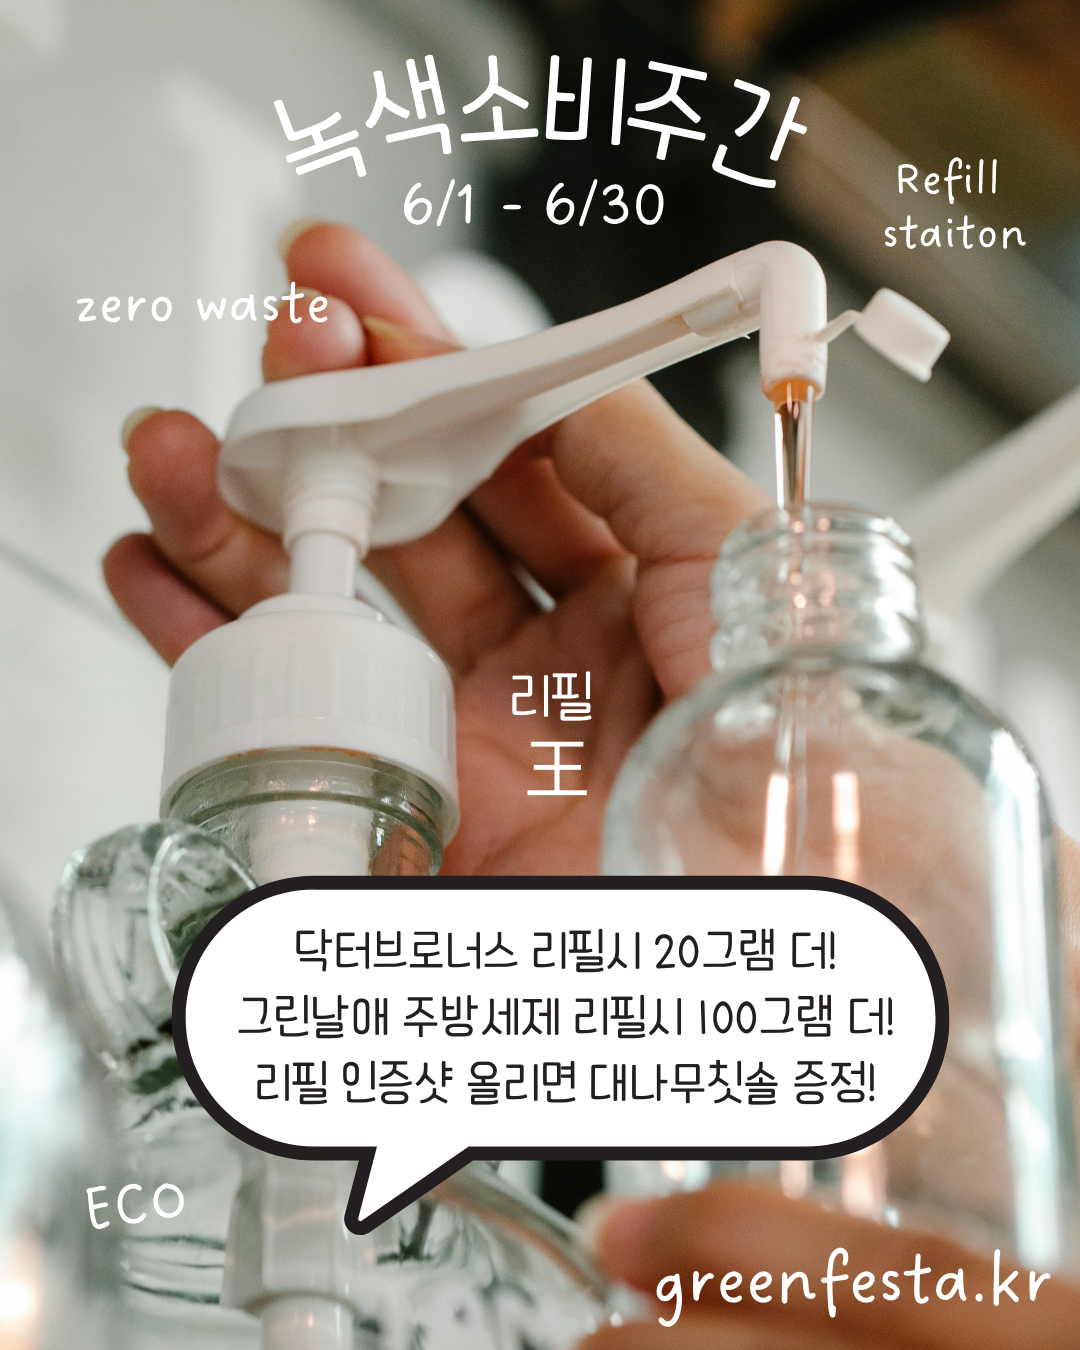 녹색소비주간
6/1 - 6/30
Refill
staiton
zero waste
리필
王
닥터브로너스 리필시 20그램 더!
그린날애 주방세제 리필시 100그램 더!
리필 인증샷 올리면 대나무칫솔 증정!
ECO
greenfesta.kr